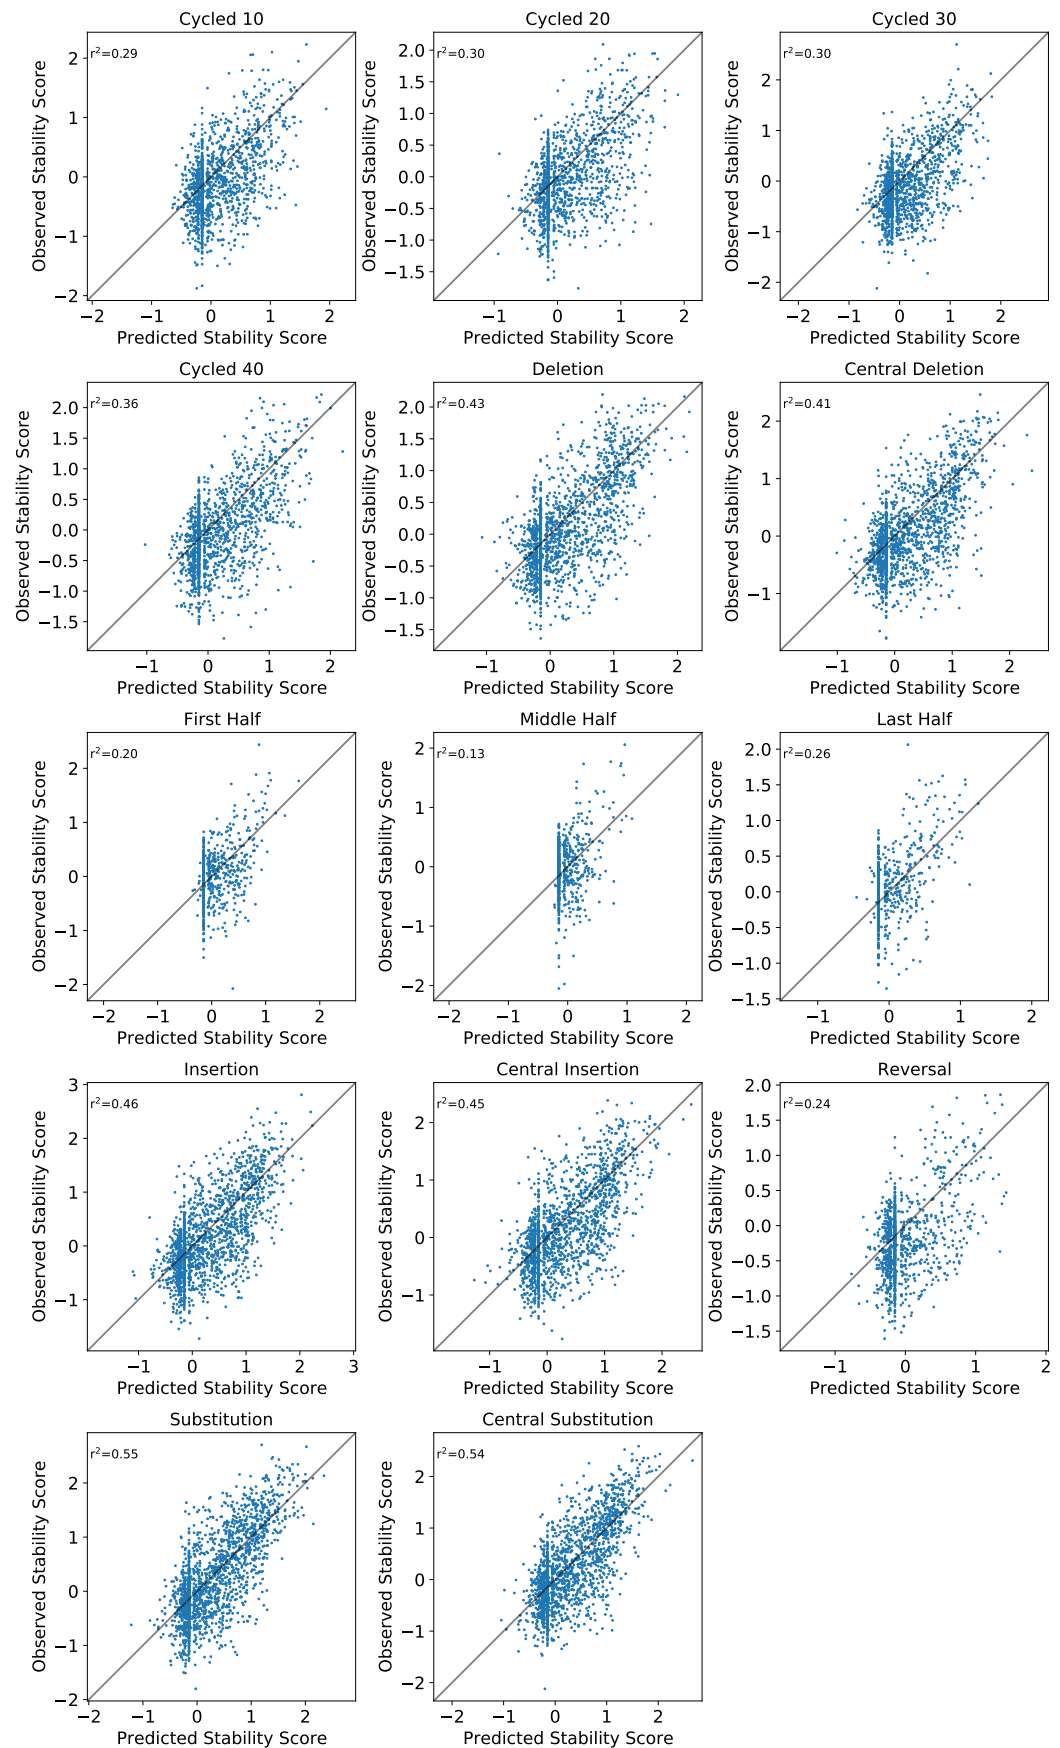 Cycled 10
Cycled 20
Cycled 30
r²=0.29
r²=0.30
r²=0.30
Observed Stability Score
Observed Stability Score
Observed Stability Score
2
1
0
−1
−2
2.0
1.5
1.0
0.5
0.0
−0.5
−1.0
−1.5
2
1
0
−1
−2
−2 −1 0 1 2
−1 0 1 2
−2 −1 0 1 2
Predicted Stability Score
Predicted Stability Score
Predicted Stability Score
Cycled 40
Deletion
Central Deletion
r²=0.36
r²=0.43
r²=0.41
Observed Stability Score
Observed Stability Score
Observed Stability Score
2.0
1.5
1.0
0.5
0.0
−0.5
−1.0
−1.5
2.0
1.5
1.0
0.5
0.0
−0.5
−1.0
−1.5
2
1
0
−1
−1 0 1 2
−1 0 1 2
−1 0 1 2
Predicted Stability Score
Predicted Stability Score
Predicted Stability Score
First Half
Middle Half
Last Half
r²=0.20
r²=0.13
r²=0.26
Observed Stability Score
Observed Stability Score
Observed Stability Score
2
1
0
−1
−2
2
1
0
−1
−2
2.0
1.5
1.0
0.5
0.0
−0.5
−1.0
−1.5
−2 −1 0 1 2
−2 −1 0 1 2
−1 0 1 2
Predicted Stability Score
Predicted Stability Score
Predicted Stability Score
Insertion
Central Insertion
Reversal
r²=0.46
r²=0.45
r²=0.24
Observed Stability Score
Observed Stability Score
Observed Stability Score
3
2
1
0
−1
2
1
0
−1
2.0
1.5
1.0
0.5
0.0
−0.5
−1.0
−1.5
−1 0 1 2 3
−1 0 1 2
−1 0 1 2
Predicted Stability Score
Predicted Stability Score
Predicted Stability Score
Substitution
Central Substitution
r²=0.55
r²=0.54
Observed Stability Score
Observed Stability Score
2
1
0
−1
−2
2
1
0
−1
−2
−2 −1 0 1 2
−2 −1 0 1 2
Predicted Stability Score
Predicted Stability Score